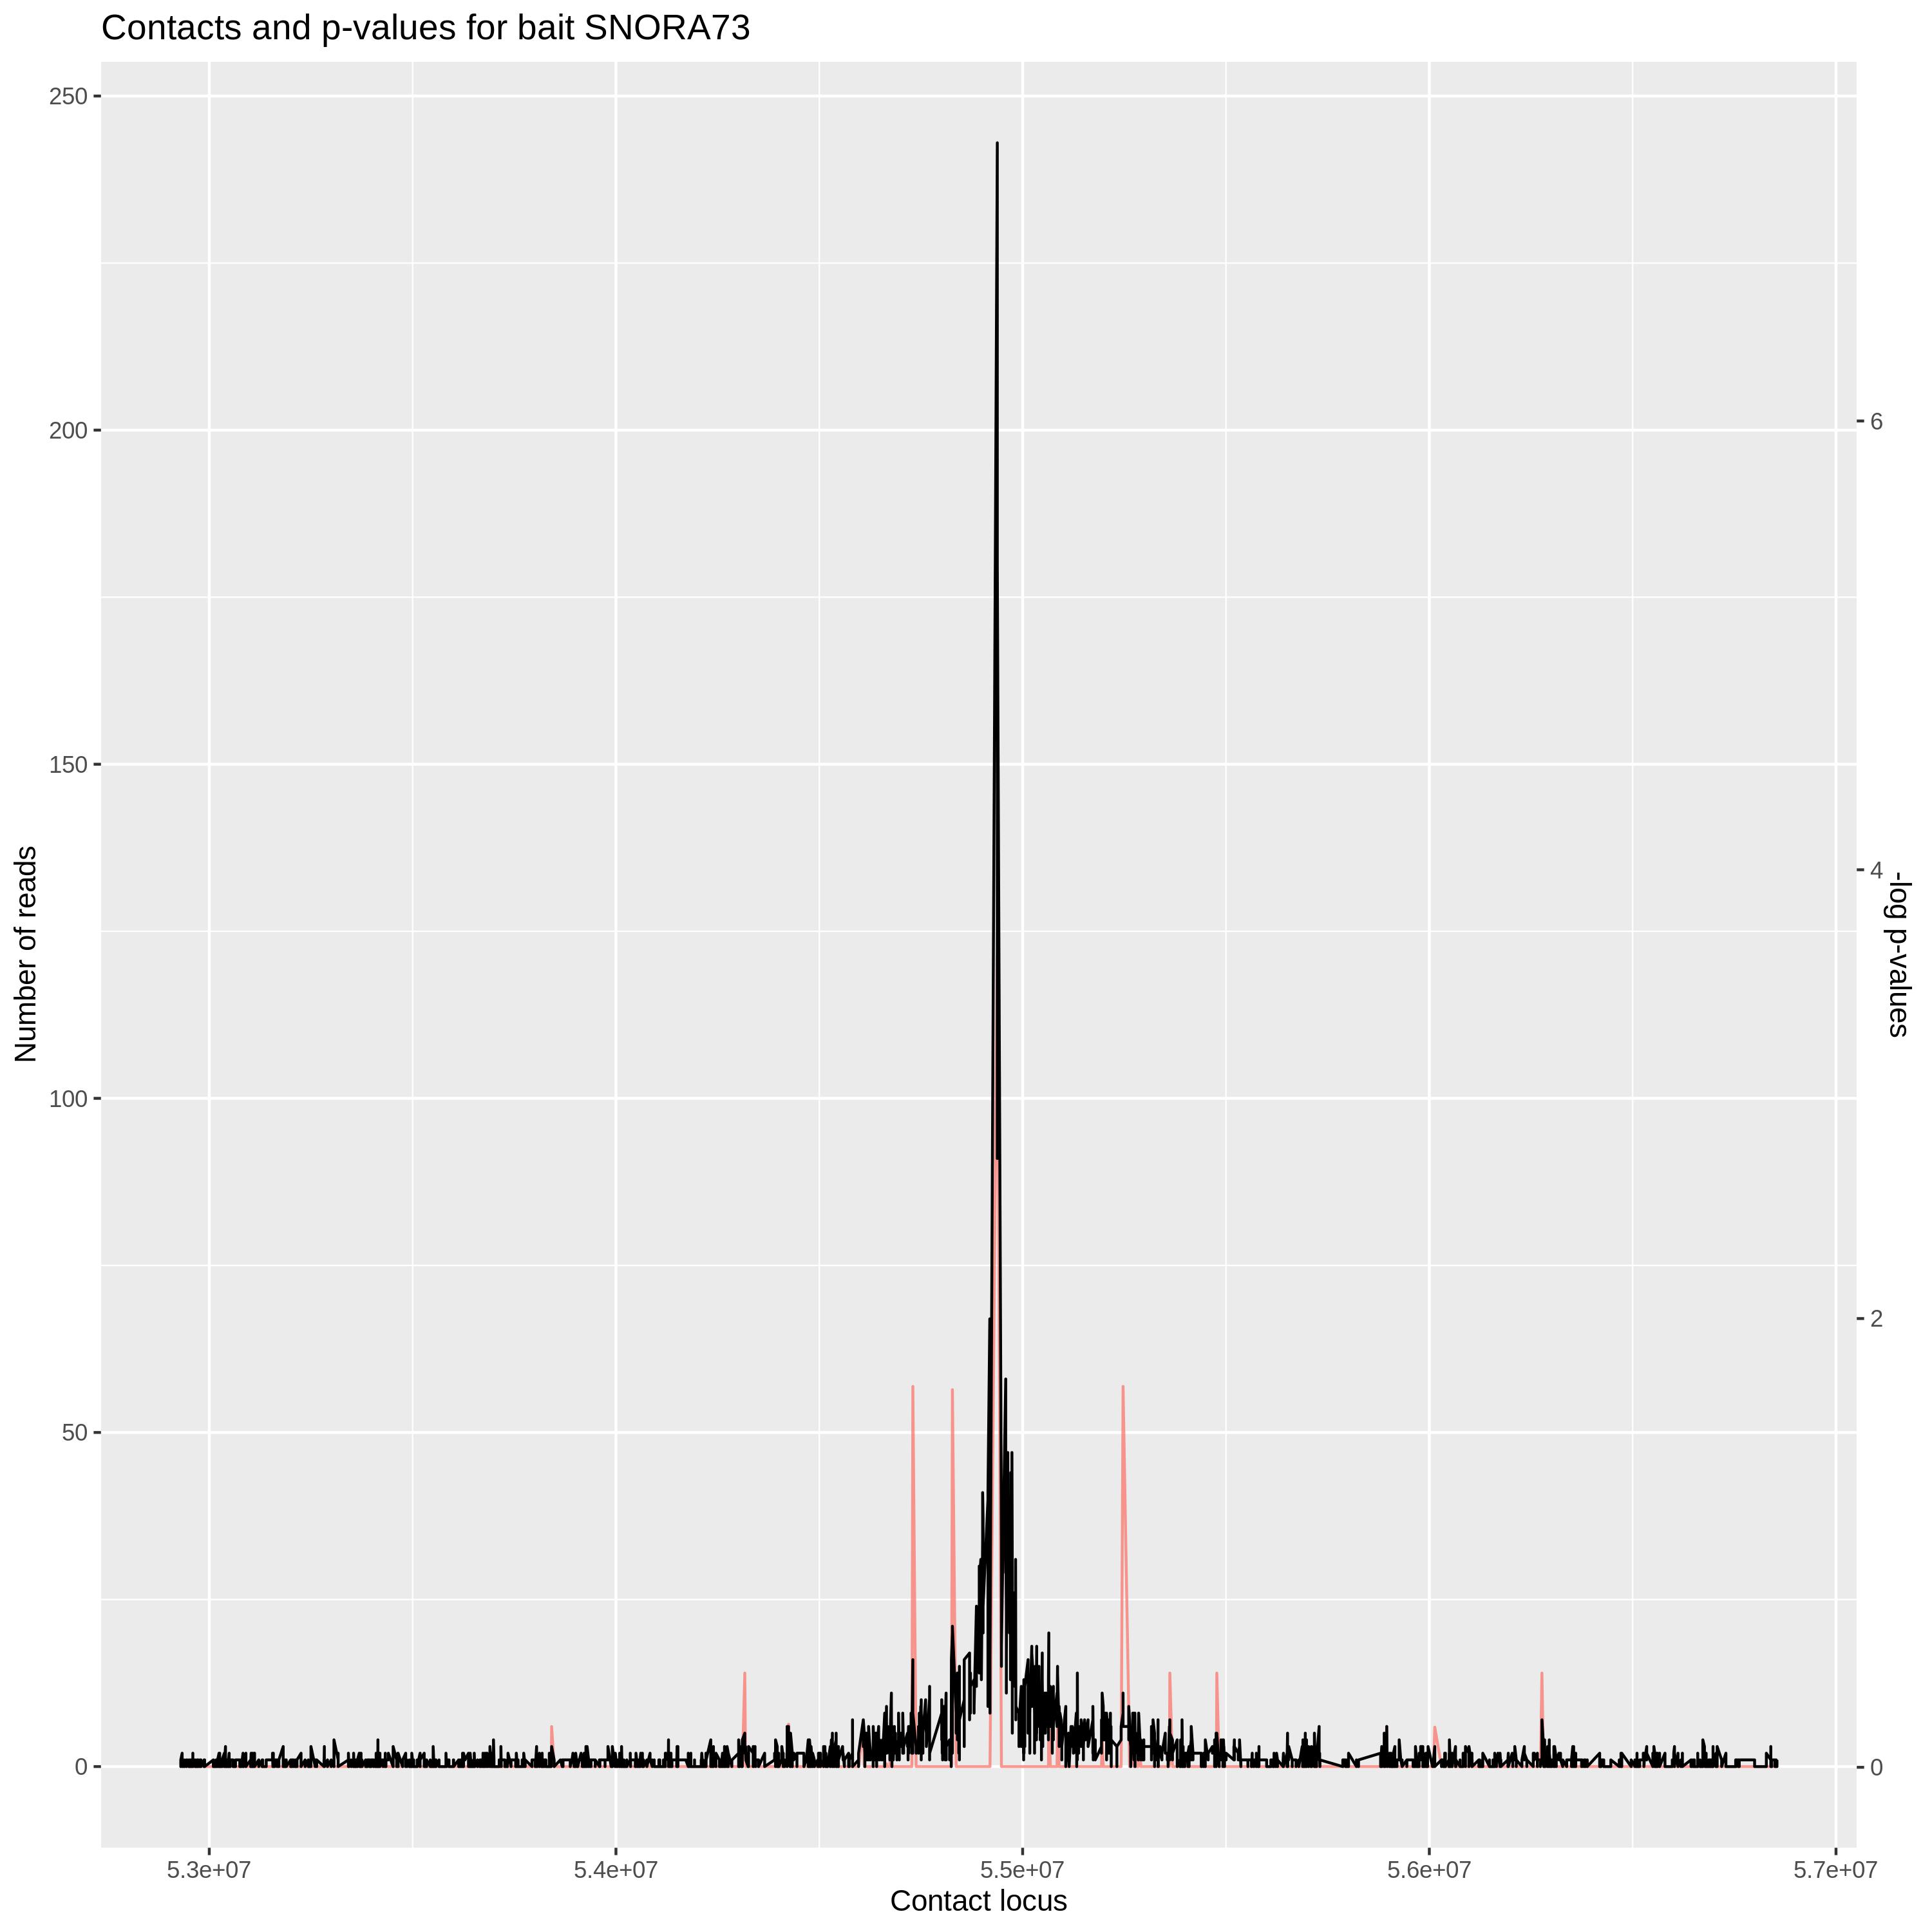 Contacts and p-values for bait SNORA73
250
200
150
100
50
0
Number of reads
6
4
2
0
-log p-values
5.3e+07
5.4e+07
5.5e+07
5.6e+07
5.7e+07
Contact locus